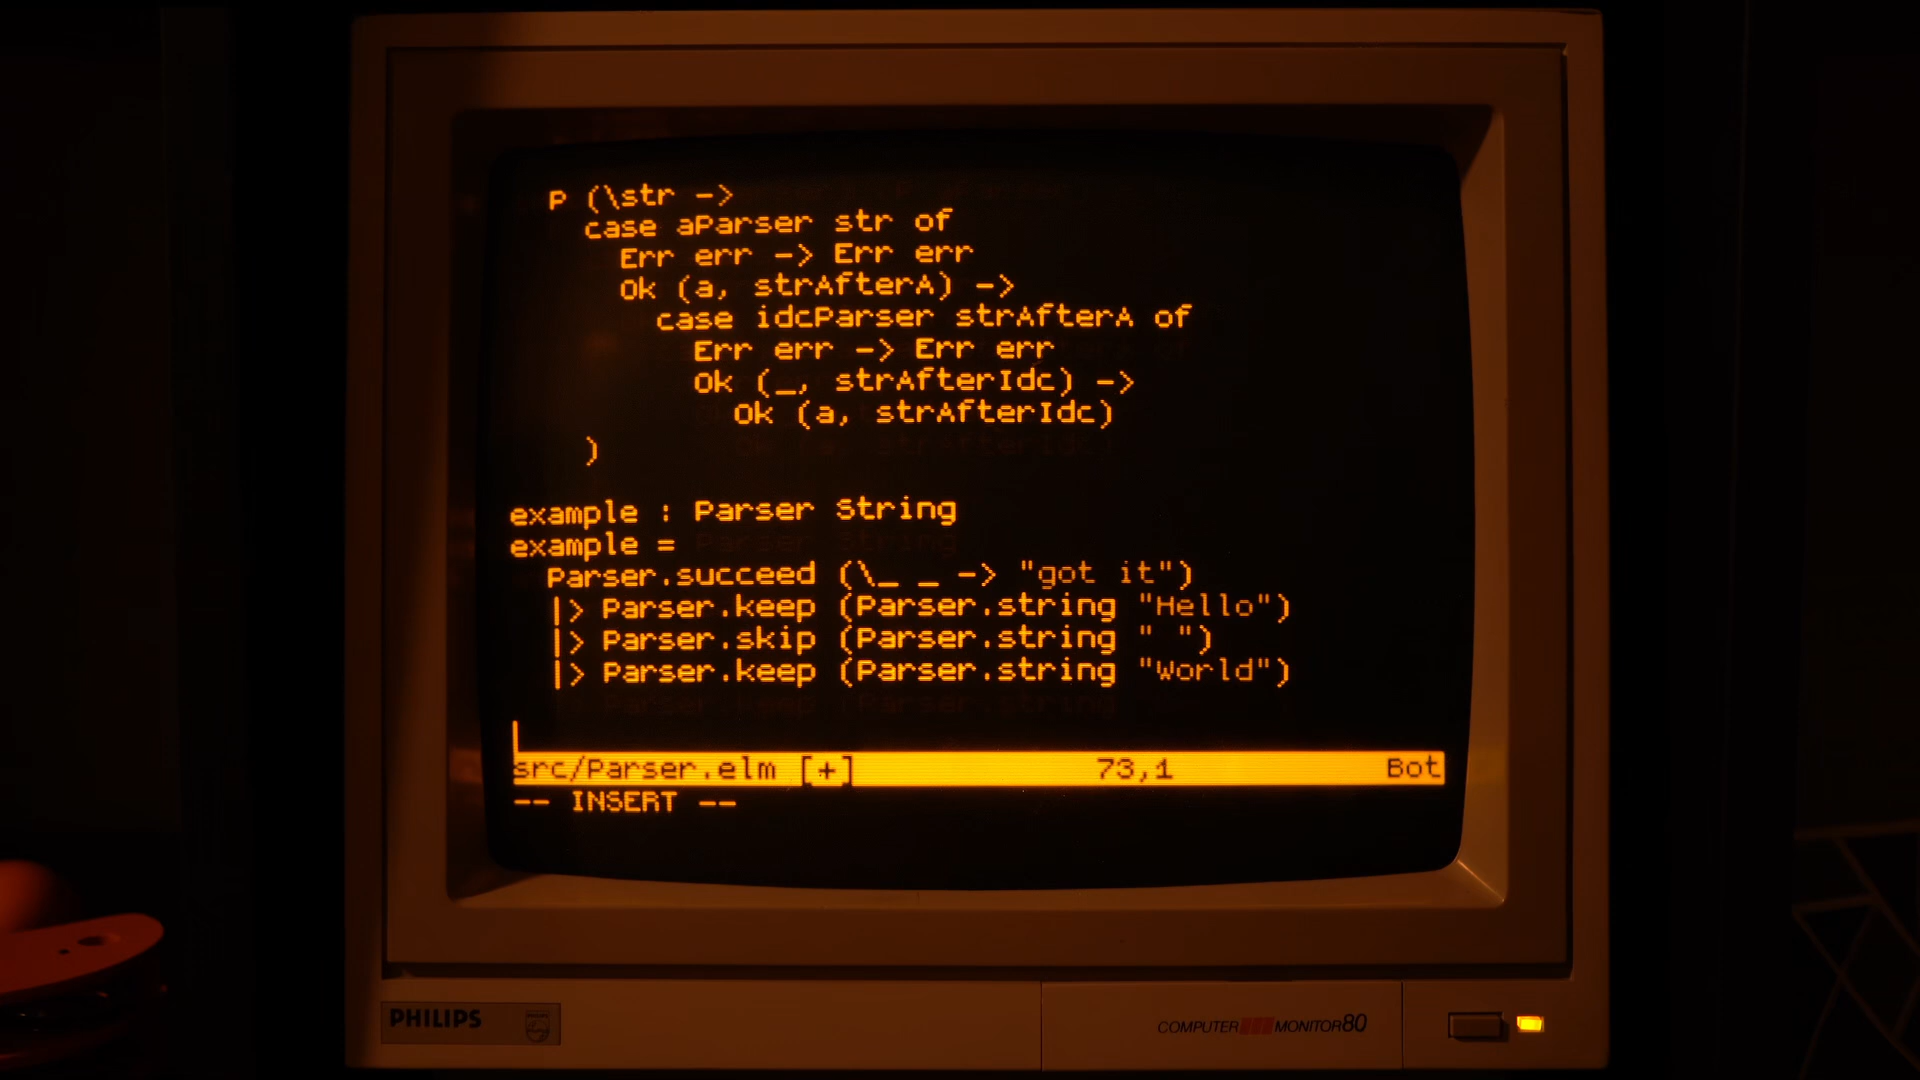 P (\str ->
case aParser str of
Err err -> Err err
Ok (a, strAfterA) ->
case idcParser strAfterA of
Err err -> Err err
Ok (_, strAfterIdc) ->
Ok (a, strAfterIdc)
)
example : Parser String
example =
Parser.succeed (\_ _ -> "got it")
|> Parser.keep (Parser.string "Hello")
|> Parser.skip (Parser.string " ")
|> Parser.keep (Parser.string "World")
src/Parser.elm [+] 73,1 Bot
-- INSERT --
PHILIPS
COMPUTER MONITOR80